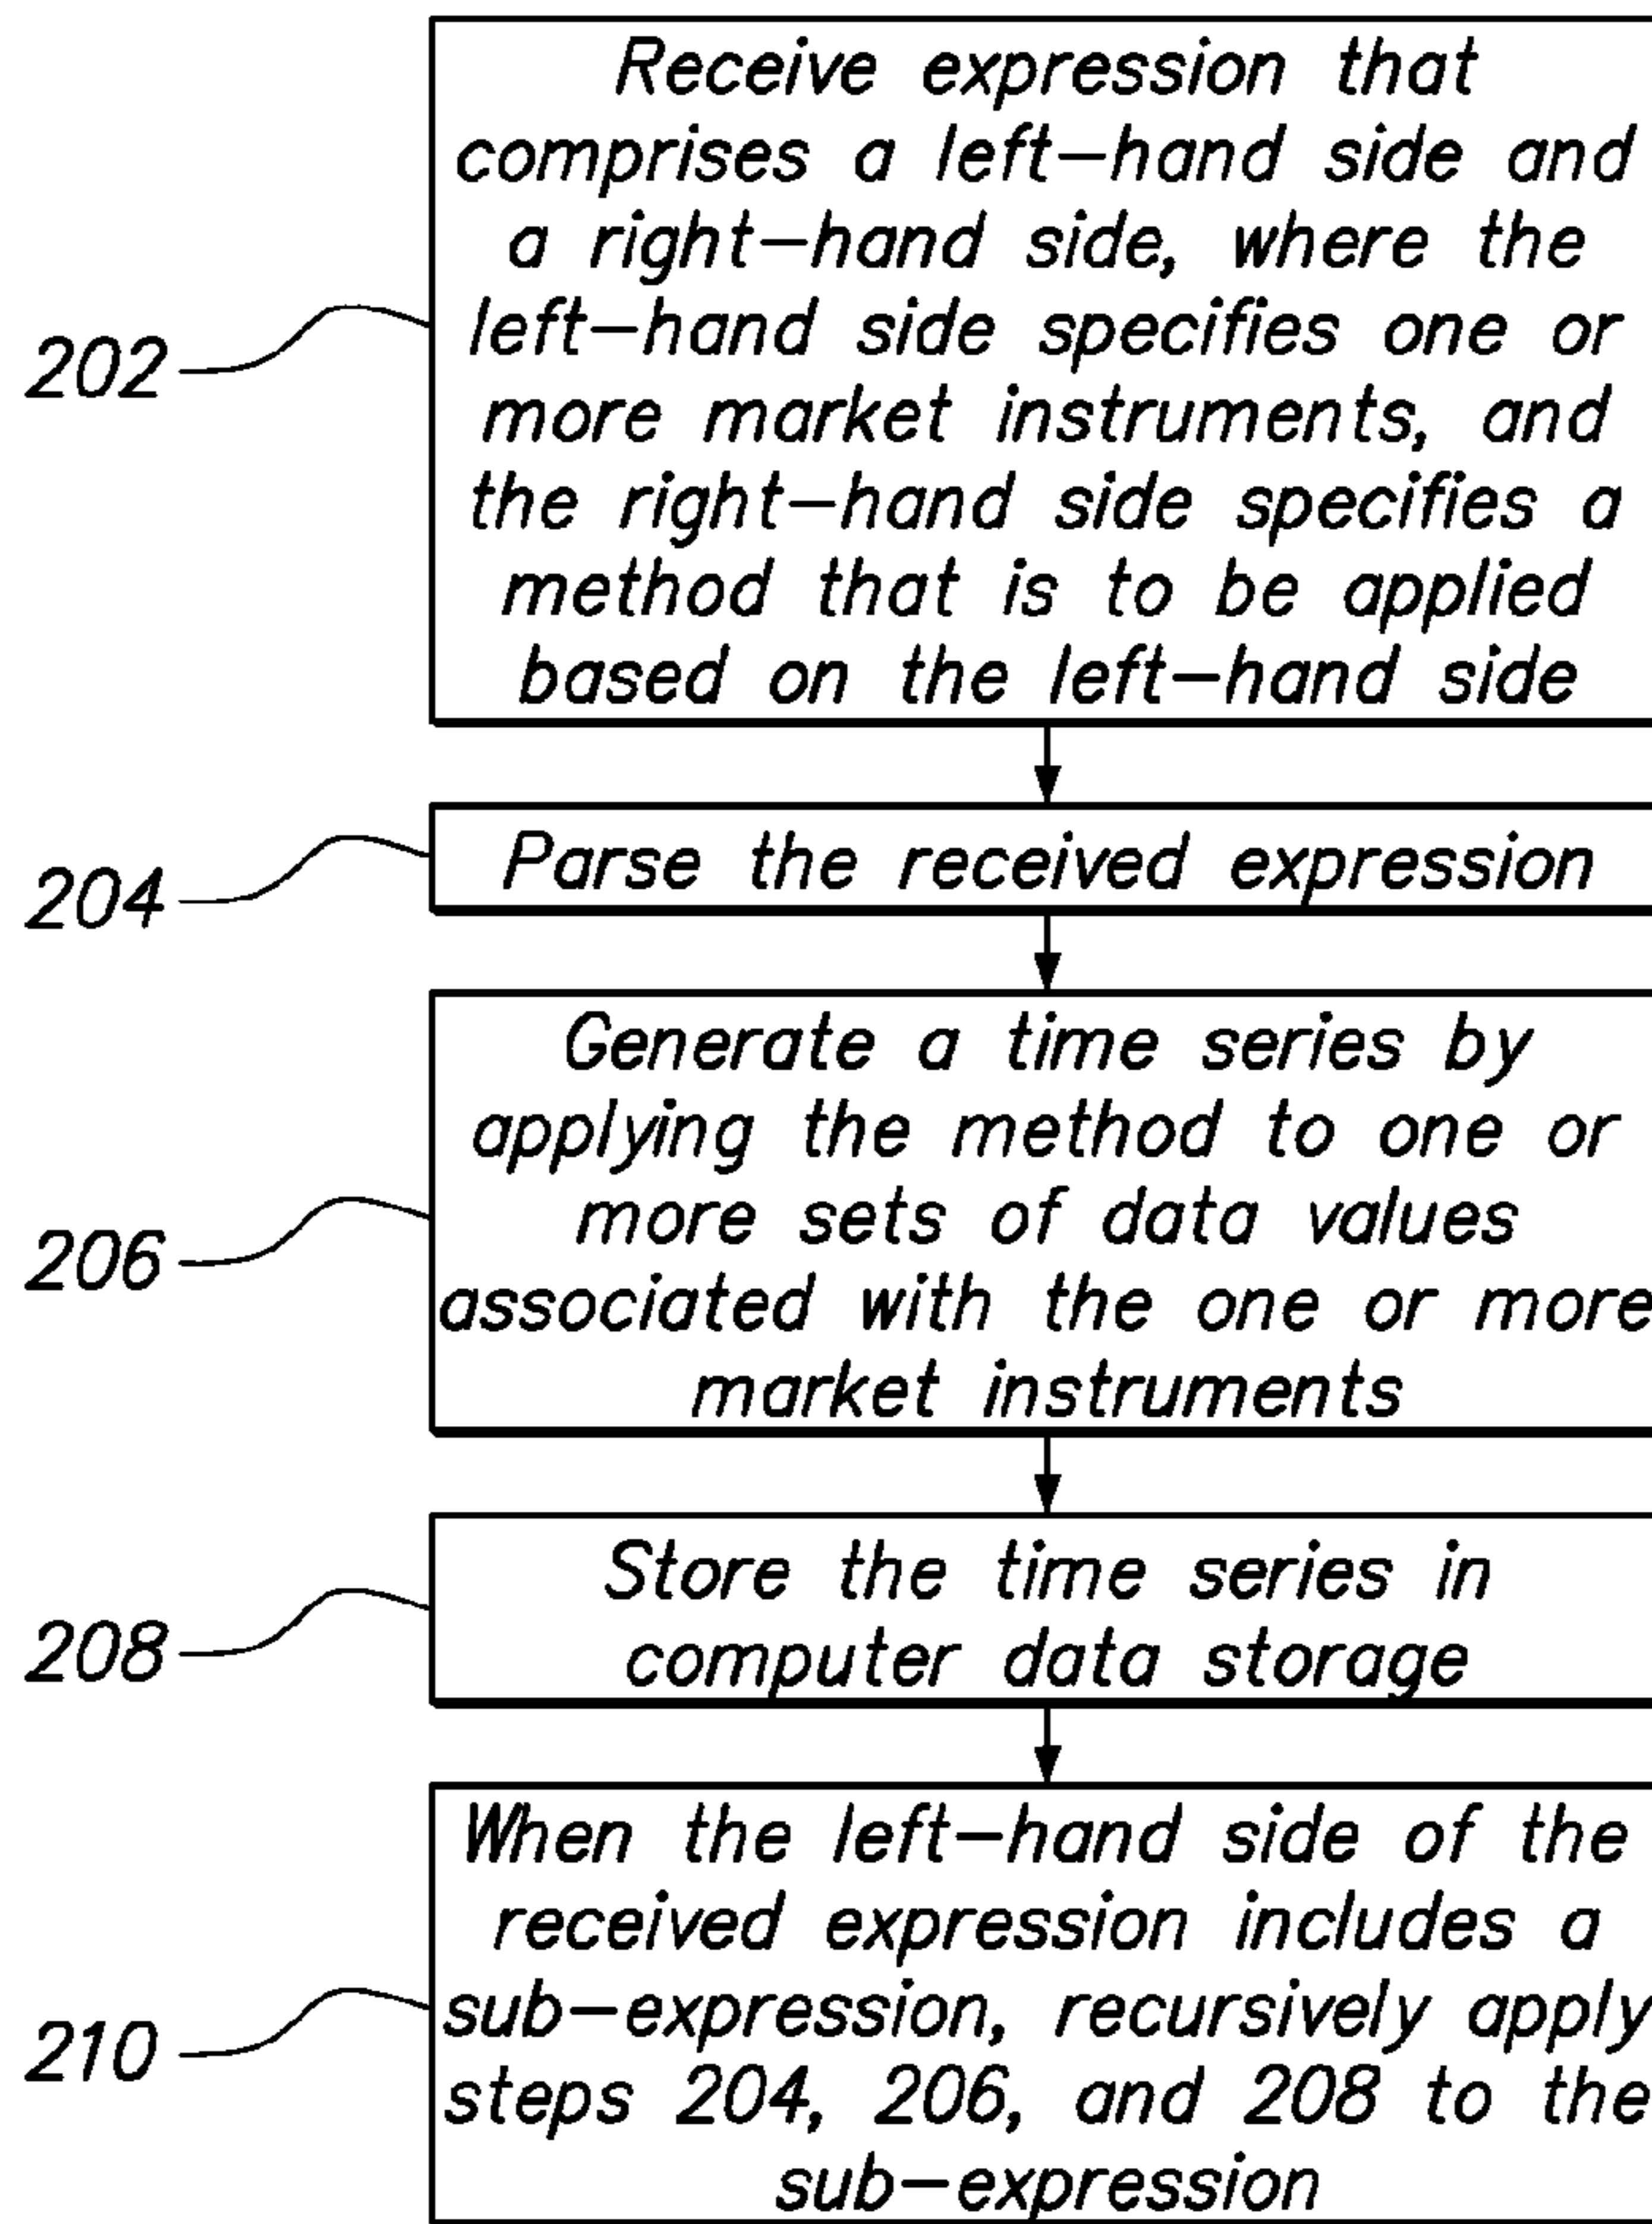 Receive expression that
comprises a left-hand side and
a right-hand side, where the
left-hand side specifies one or
202
more market instruments, and
the right-hand side specifies a
method that is to be applied
based on the left-hand side
204
Parse the received expression
Generate a time series by
applying the method to one or
more sets of data values
206
associated with the one or more
market instruments
Store the time series in
208
computer data storage
When the left-hand side of the
received expression includes a
sub-expression, recursively apply
210
steps 204, 206, and 208 to the
sub-expression